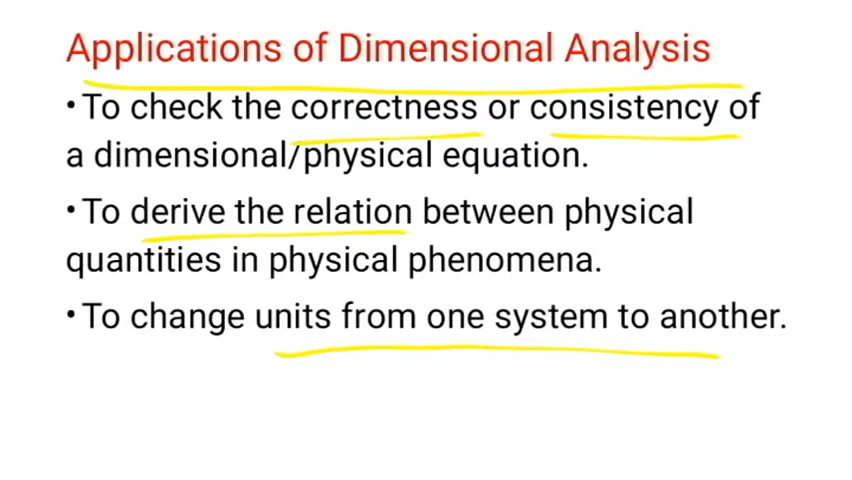 Applications of Dimensional Analysis
• To check the correctness or consistency of
a dimensional/physical equation.
• To derive the relation between physical
quantities in physical phenomena.
• To change units from one system to another.